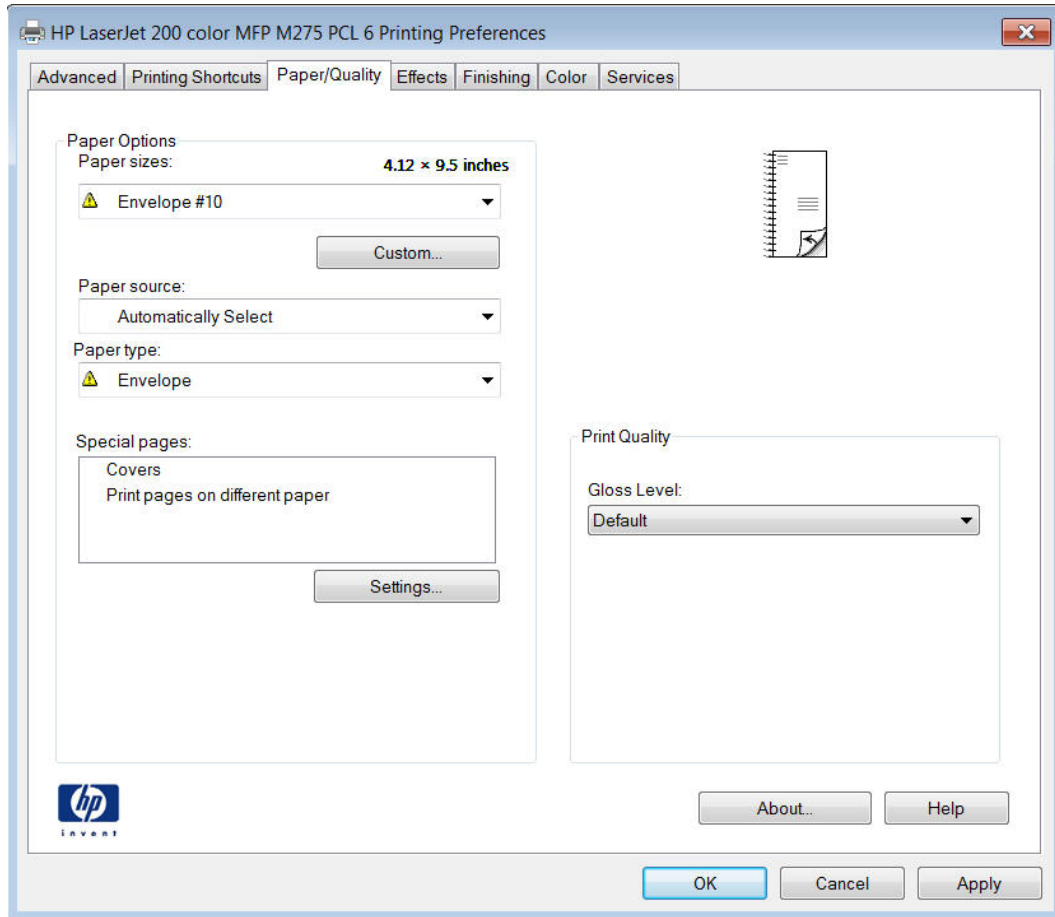 HP LaserJet 200 color MFP M275 PCL 6 Printing Preferences
Advanced Printing Shortcuts Paper/Quality Effects Finishing Color Services
Paper Options
Paper sizes: 4.12 × 9.5 inches
Envelope #10
Custom...
Paper source:
Automatically Select
Paper type:
Envelope
Special pages:
Covers
Print pages on different paper
Settings...
Print Quality
Gloss Level:
Default
hp
invent
About... Help
OK Cancel Apply